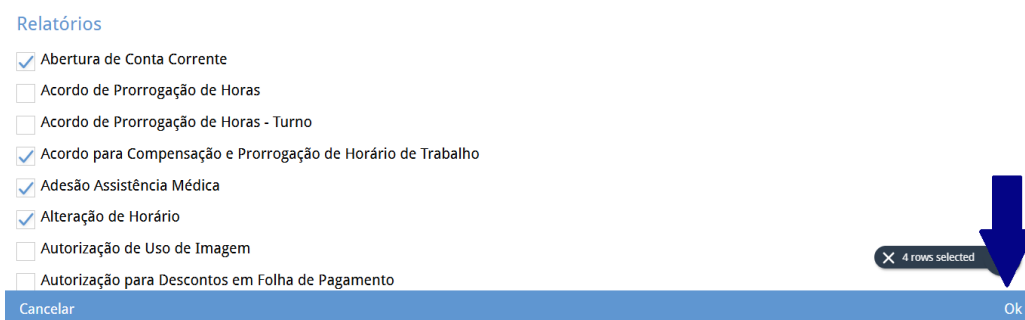 Relatórios
Abertura de Conta Corrente
Acordo de Prorrogação de Horas
Acordo de Prorrogação de Horas - Turno
Acordo para Compensação e Prorrogação de Horário de Trabalho
Adesão Assistência Médica
Alteração de Horário
Autorização de Uso de Imagem
4 rows selected
Autorização para Descontos em Folha de Pagamento
Cancelar
Ok